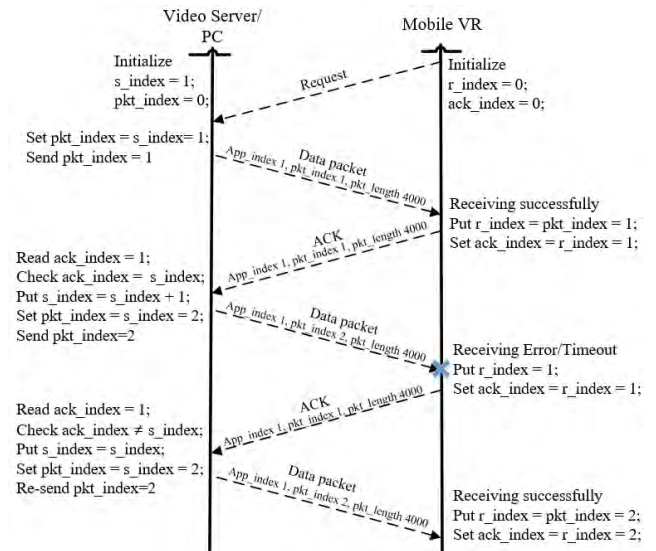 Video Server/
PC
Mobile VR
Initialize
s_index = 1;
pkt_index = 0;
Request
Initialize
r_index = 0;
ack_index = 0;
Set pkt_index = s_index= 1;
Send pkt_index = 1
Data packet
App_index 1, pkt_index 1, pkt_length 4000
Receiving successfully
Put r_index = pkt_index = 1;
Set ack_index = r_index = 1;
ACK
App_index 1, pkt_index 1, pkt_length 4000
Read ack_index = 1;
Check ack_index = s_index;
Put s_index = s_index + 1;
Set pkt_index = s_index = 2;
Send pkt_index=2
Data packet
App_index 1, pkt_index 2, pkt_length 4000
Receiving Error/Timeout
Put r_index = 1;
Set ack_index = r_index = 1;
ACK
App_index 1, pkt_index 1, pkt_length 4000
Read ack_index = 1;
Check ack_index ≠ s_index;
Put s_index = s_index;
Set pkt_index = s_index = 2;
Re-send pkt_index=2
Data packet
App_index 1, pkt_index 2, pkt_length 4000
Receiving successfully
Put r_index = pkt_index = 2;
Set ack_index = r_index = 2;